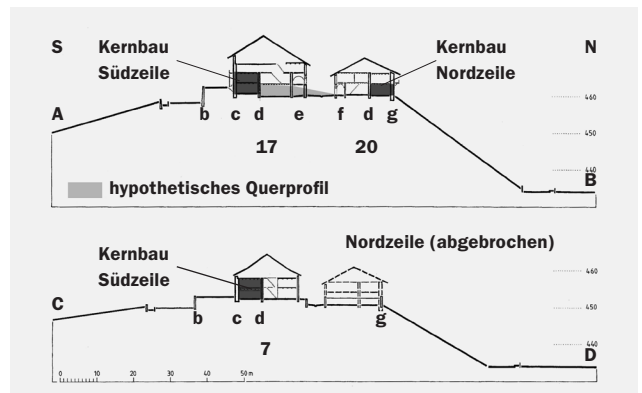 S
Kernbau
Südzeile
Kernbau
Nordzeile
N
A
b c d e f d g
460
450
440
17 20
B
hypothetisches Querprofil
Nordzeile (abgebrochen)
Kernbau
Südzeile
460
C
b c d g
450
440
7
D
0 10 20 30 40 50 m